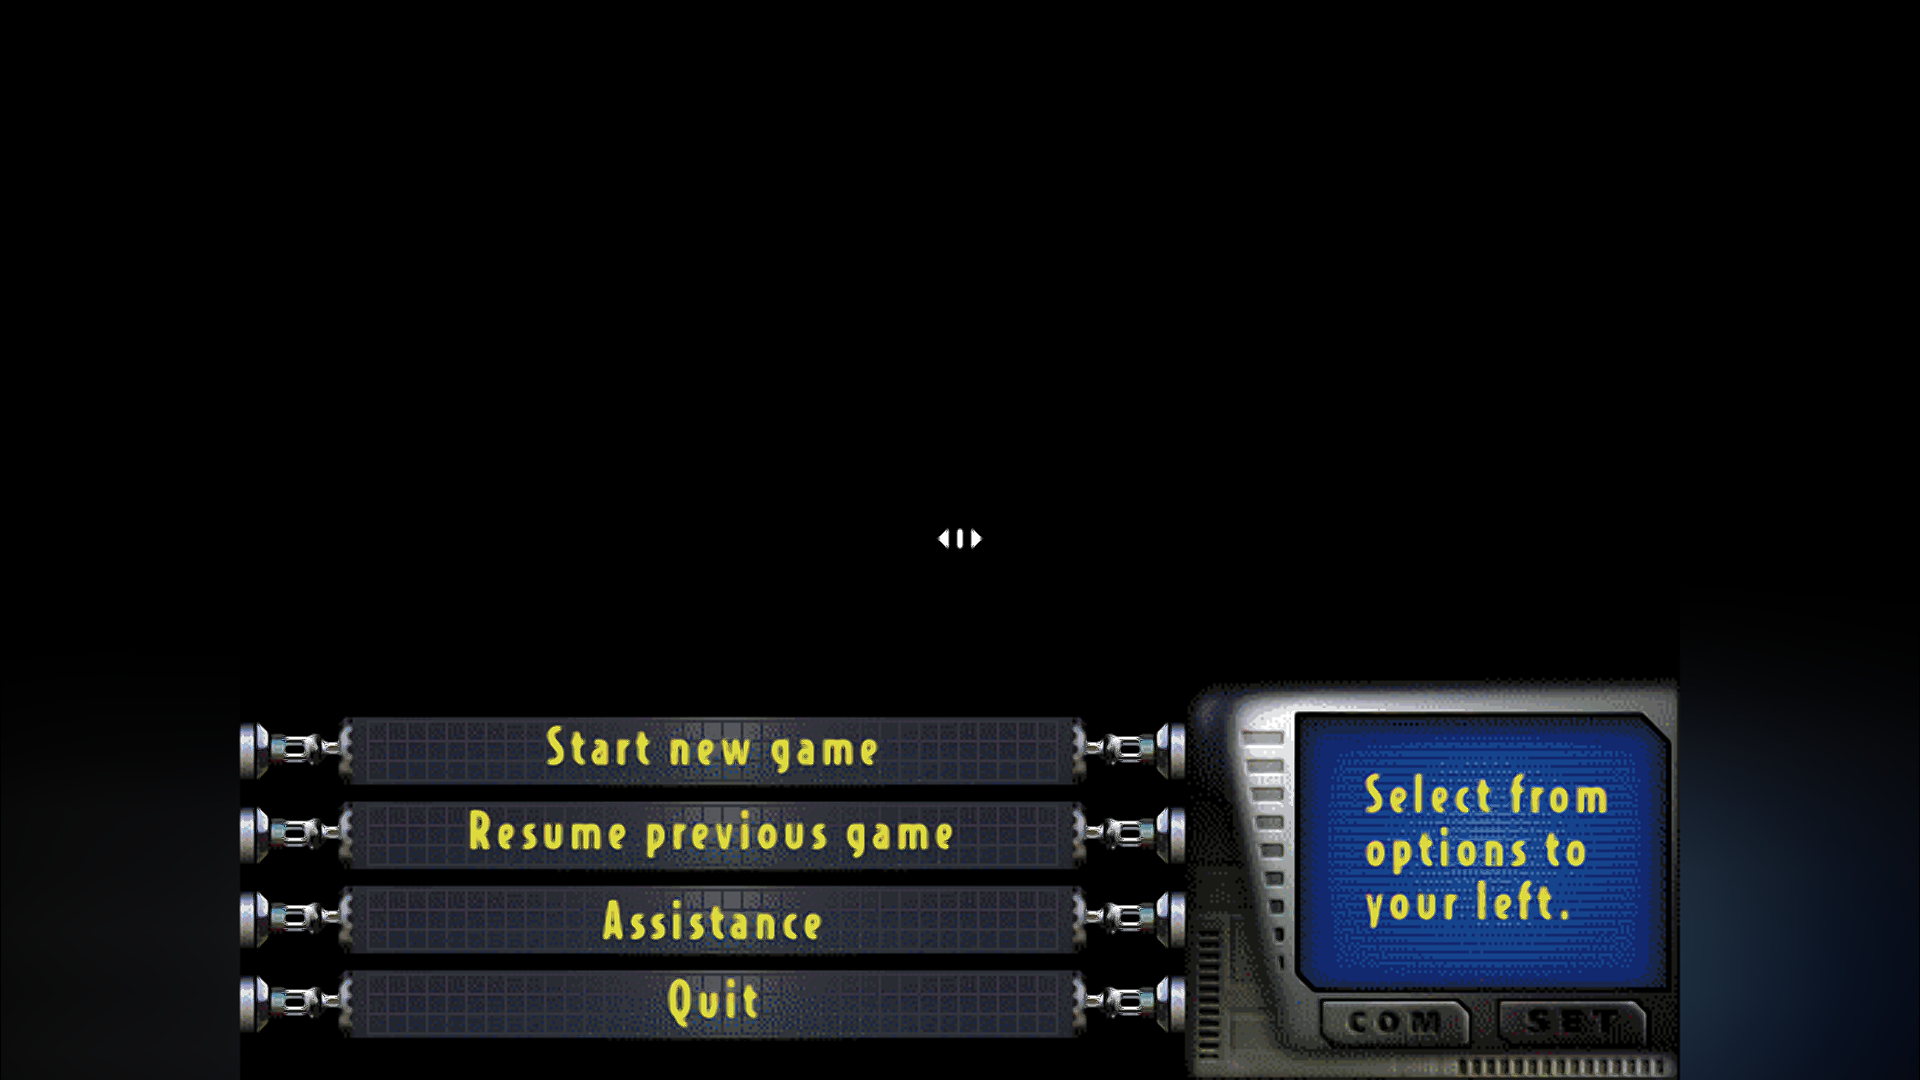 Start new game
Resume previous game
Assistance
Quit
Select from
options to
your left.
COM SET